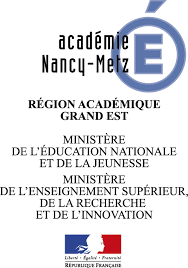 académie
Nancy-Metz
É
RÉGION ACADÉMIQUE
GRAND EST
MINISTÈRE
DE L'ÉDUCATION NATIONALE
ET DE LA JEUNESSE
MINISTÈRE
DE L'ENSEIGNEMENT SUPÉRIEUR,
DE LA RECHERCHE
ET DE L'INNOVATION
Liberté • Égalité • Fraternité
RÉPUBLIQUE FRANÇAISE